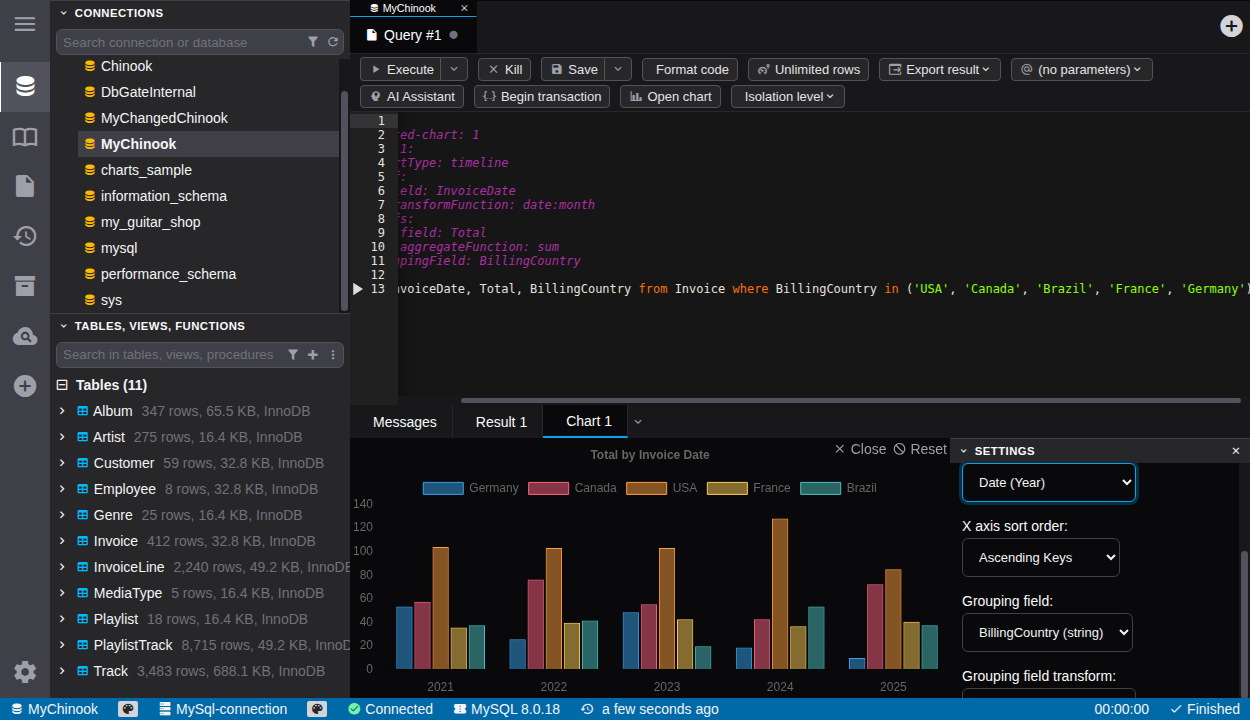 CONNECTIONS
Search connection or database
Chinook
DbGateInternal
MyChangedChinook
MyChinook
charts_sample
information_schema
my_guitar_shop
mysql
performance_schema
sys
TABLES, VIEWS, FUNCTIONS
Search in tables, views, procedures
Tables (11)
Album 347 rows, 65.5 KB, InnoDB
Artist 275 rows, 16.4 KB, InnoDB
Customer 59 rows, 32.8 KB, InnoDB
Employee 8 rows, 32.8 KB, InnoDB
Genre 25 rows, 16.4 KB, InnoDB
Invoice 412 rows, 32.8 KB, InnoDB
InvoiceLine 2,240 rows, 49.2 KB, InnoDB
MediaType 5 rows, 16.4 KB, InnoDB
Playlist 18 rows, 16.4 KB, InnoDB
PlaylistTrack 8,715 rows, 49.2 KB, InnoD
Track 3,483 rows, 688.1 KB, InnoDB
MyChinook
Query #1
Execute Kill Save Format code Unlimited rows Export result @ (no parameters)
AI Assistant {..} Begin transaction Open chart Isolation level
1
2 ed-chart: 1
3 1:
4 tType: timeline
5 :
6 eld: InvoiceDate
7 ransformFunction: date:month
8 fs:
9 field: Total
10 aggregateFunction: sum
11 pingField: BillingCountry
12
13 voiceDate, Total, BillingCountry from Invoice where BillingCountry in ('USA', 'Canada', 'Brazil', 'France', 'Germany')
Messages Result 1 Chart 1
Close Reset
Total by Invoice Date
Germany Canada USA France Brazil
140
120
100
80
60
40
20
0
2021 2022 2023 2024 2025
SETTINGS
Date (Year)
X axis sort order:
Ascending Keys
Grouping field:
BillingCountry (string)
Grouping field transform:
MyChinook MySql-connection Connected MySQL 8.0.18 a few seconds ago 00:00:00 Finished